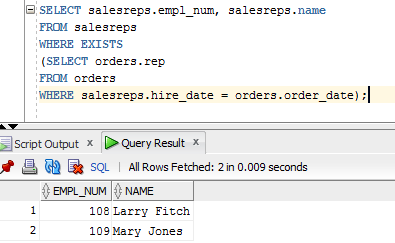 SELECT salesreps.empl_num, salesreps.name
FROM salesreps
WHERE EXISTS
(SELECT orders.rep
FROM orders
WHERE salesreps.hire_date = orders.order_date);
Script Output x Query Result x
SQL | All Rows Fetched: 2 in 0.009 seconds
EMPL_NUM NAME
1 108 Larry Fitch
2 109 Mary Jones